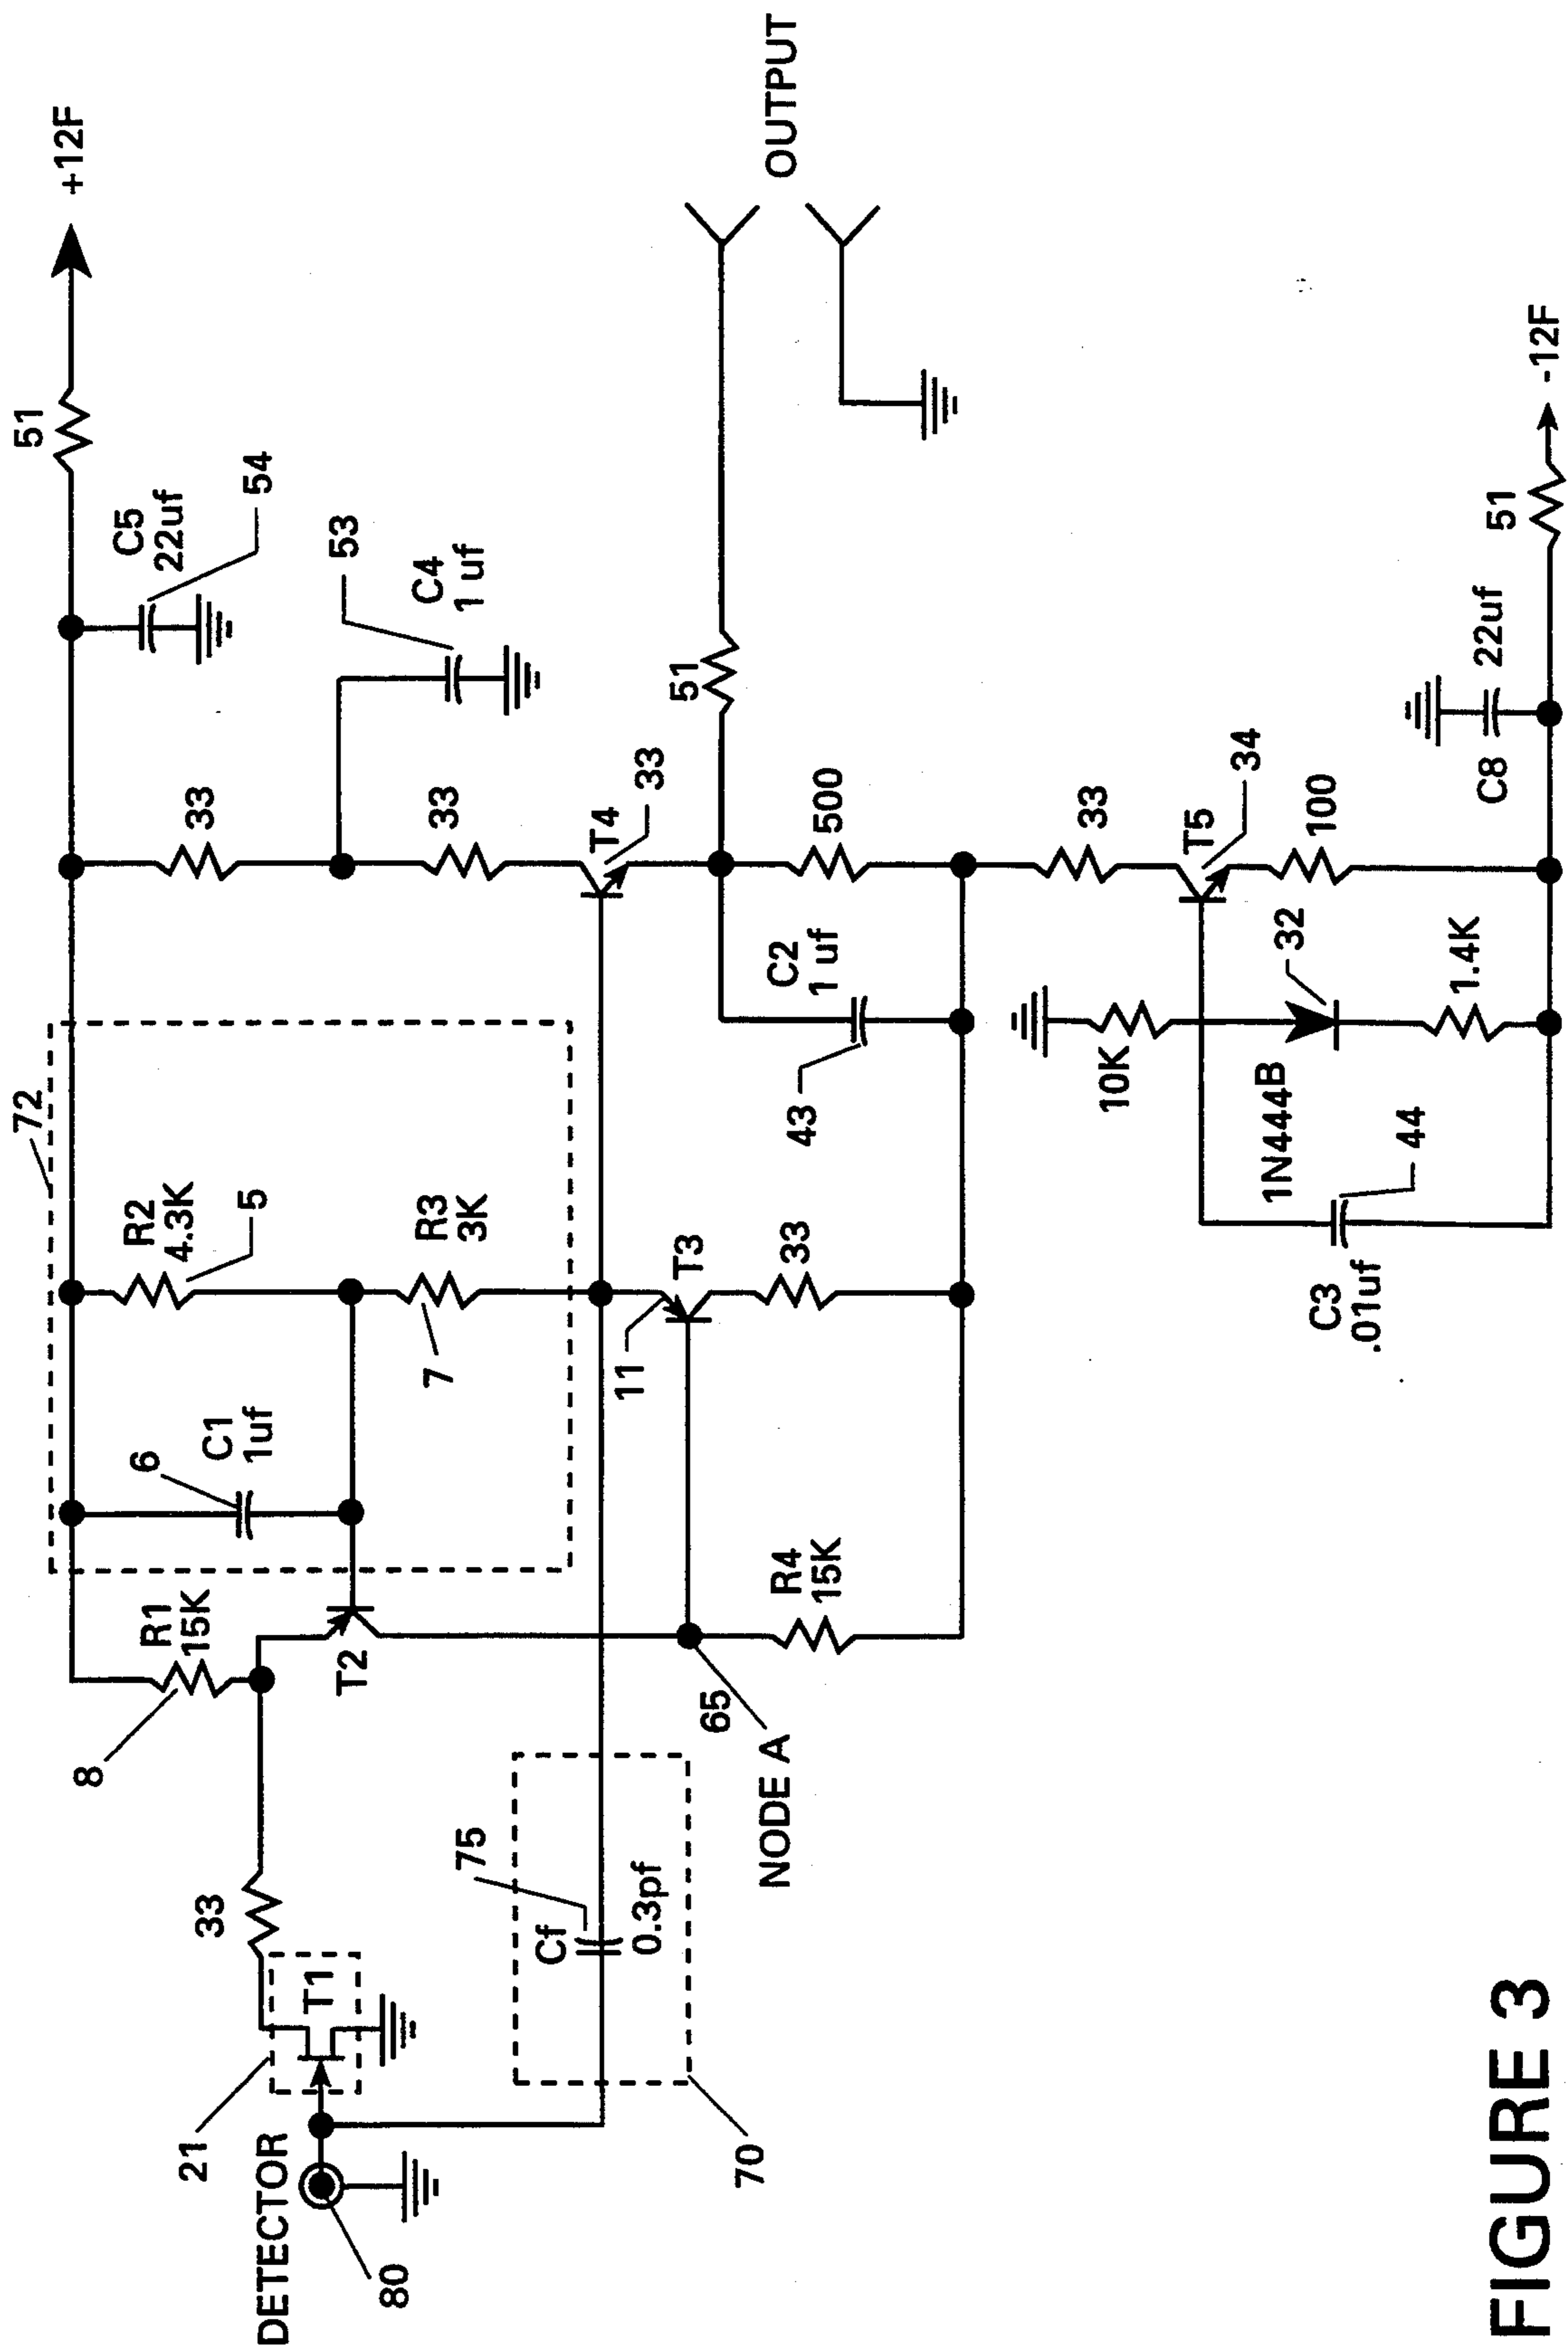 +12F
51
C5
22uf
54
53
C4
1 uf
33
33
T4
33
51
OUTPUT
500
C2
1 uf
43
72
R2
4.3K
5
R3
3K
7
6
C1
1uf
R1
15K
8
T2
11
T3
33
R4
15K
65
NODE A
33
T1
21
DETECTOR
80
Cf
75
0.3pf
70
33
T5
34
100
10K
32
1N444B
1.4K
44
C3
.01uf
C8
22uf
51
-12F
FIGURE 3